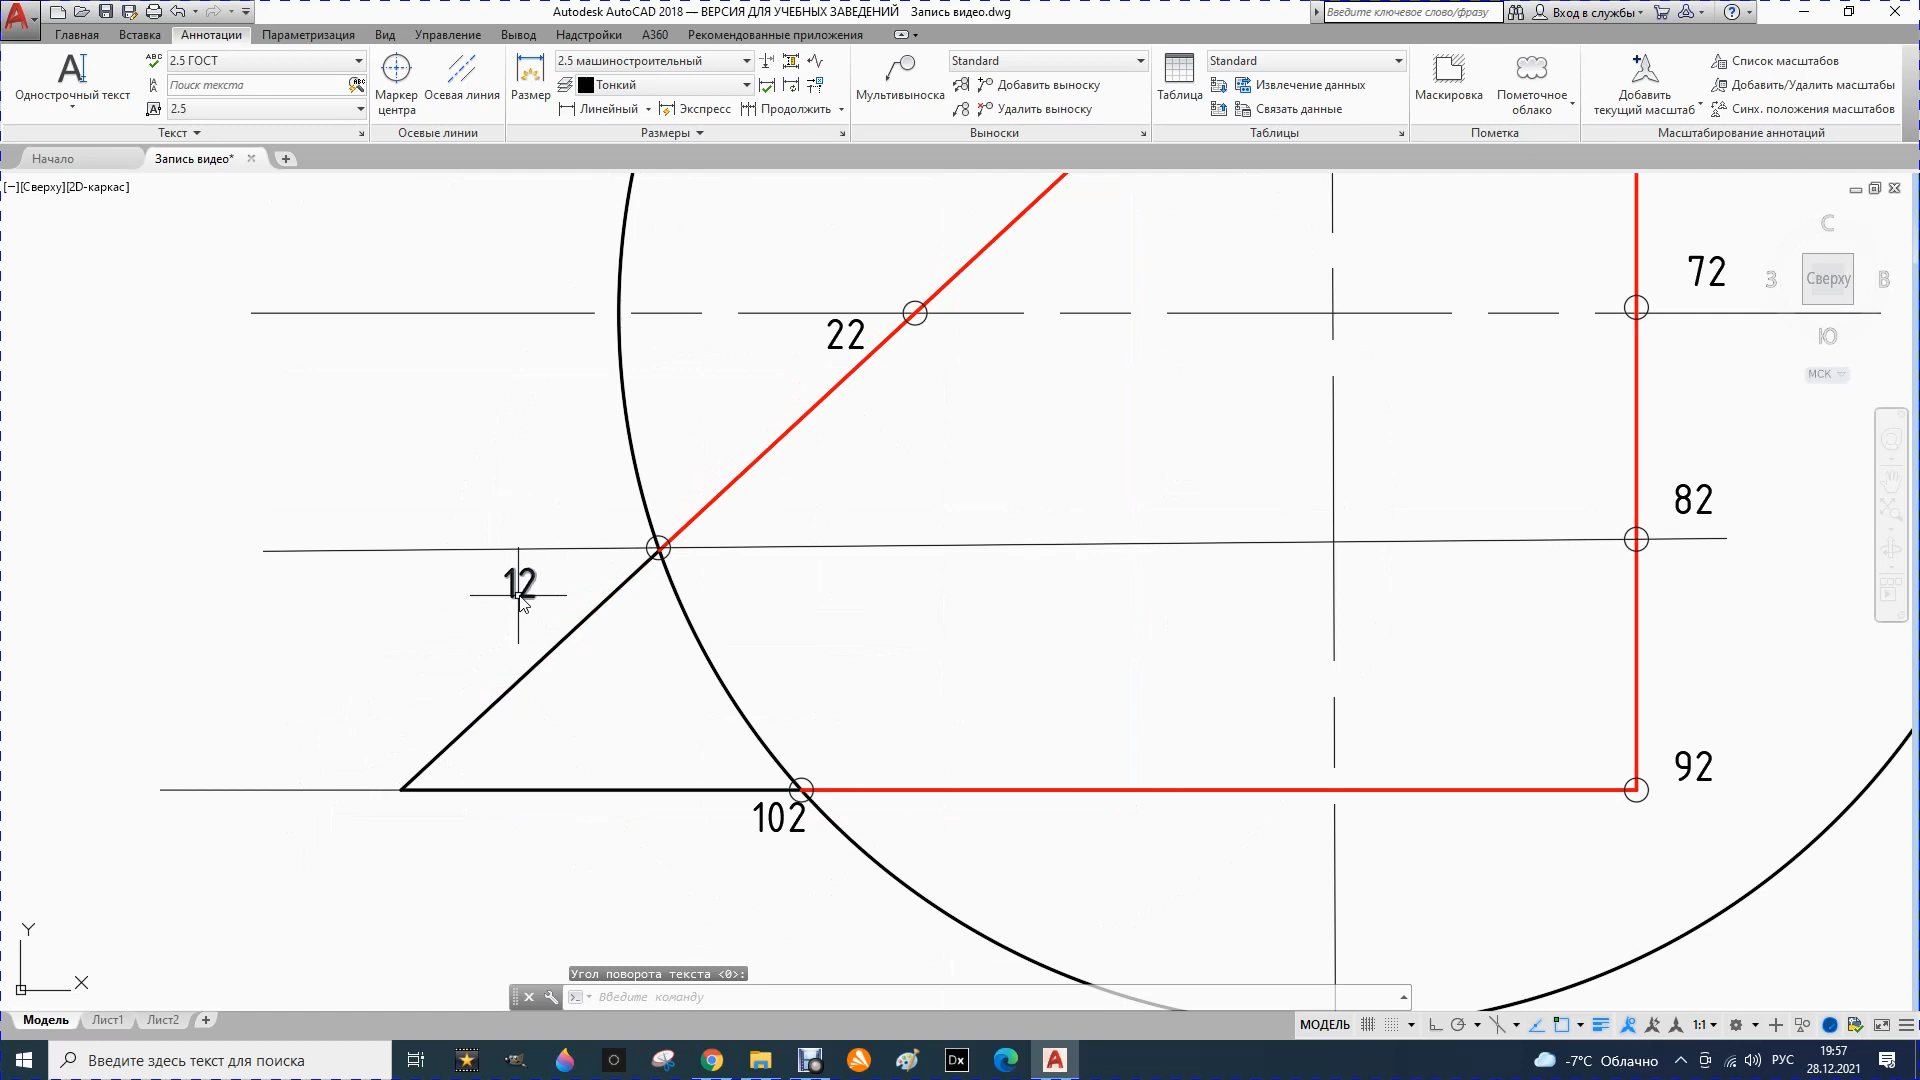 Autodesk AutoCAD 2018 — ВЕРСИЯ ДЛЯ УЧЕБНЫХ ЗАВЕДЕНИЙ Запись видео.dwg
Введите ключевое слово/фразу
Вход в службы
Главная Вставка Аннотации Параметризация Вид Управление Вывод Надстройки A360 Рекомендованные приложения
Однострочный текст
2.5 ГОСТ
Поиск текста
2.5
Текст
Маркер центра
Осевая линия
Осевые линии
Размер
2.5 машиностроительный
Тонкий
Линейный Экспресс Продолжить
Размеры
Мультивыноска
Standard
Добавить выноску
Удалить выноску
Выноски
Таблица
Standard
Извлечение данных
Связать данные
Таблицы
Маскировка
Пометочное облако
Пометка
Добавить текущий масштаб
Список масштабов
Добавить/Удалить масштабы
Синх. положения масштабов
Масштабирование аннотаций
Начало
Запись видео*
[−][Сверху][2D-каркас]
С
З
Сверху
В
Ю
МСК
72
22
82
12
92
102
Y
X
Угол поворота текста <0>:
Введите команду
Модель Лист1 Лист2
МОДЕЛЬ
1:1
Введите здесь текст для поиска
Dx
-7°C Облачно
РУС
19:57
28.12.2021